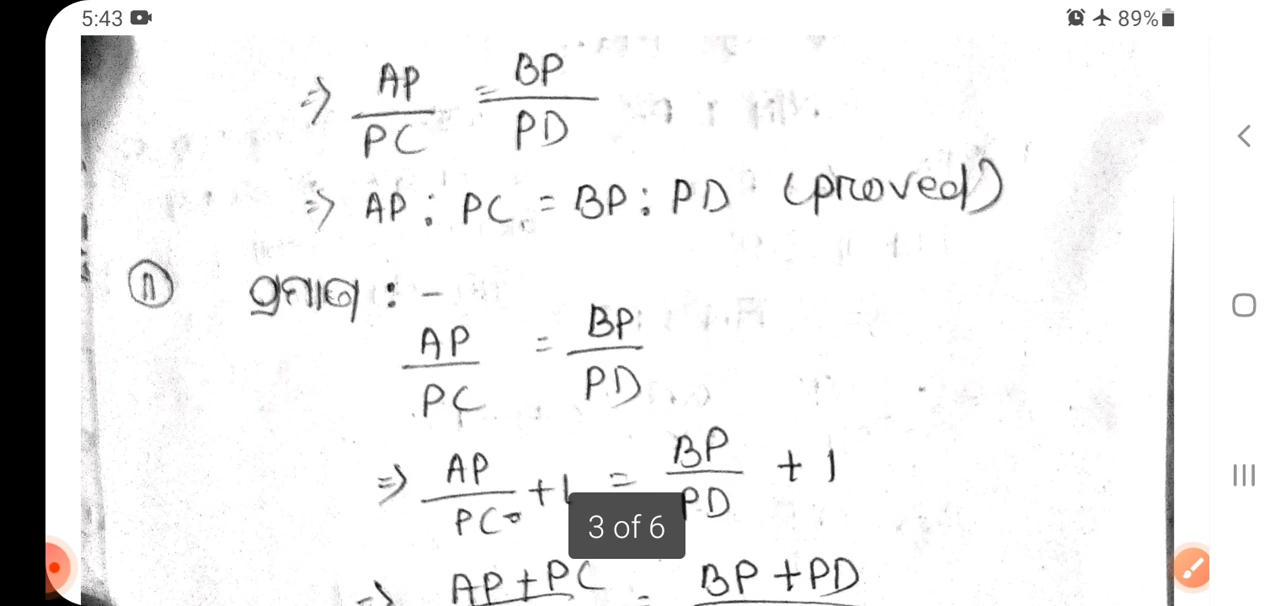 5:43
89%
⇒ AP/PC = BP/PD
⇒ AP : PC = BP : PD (proved)
ii ପ୍ରମାଣ : -
AP/PC = BP/PD
⇒ AP/PC + 1 = BP/PD + 1
3 of 6
⇒ AP + PC = BP + PD